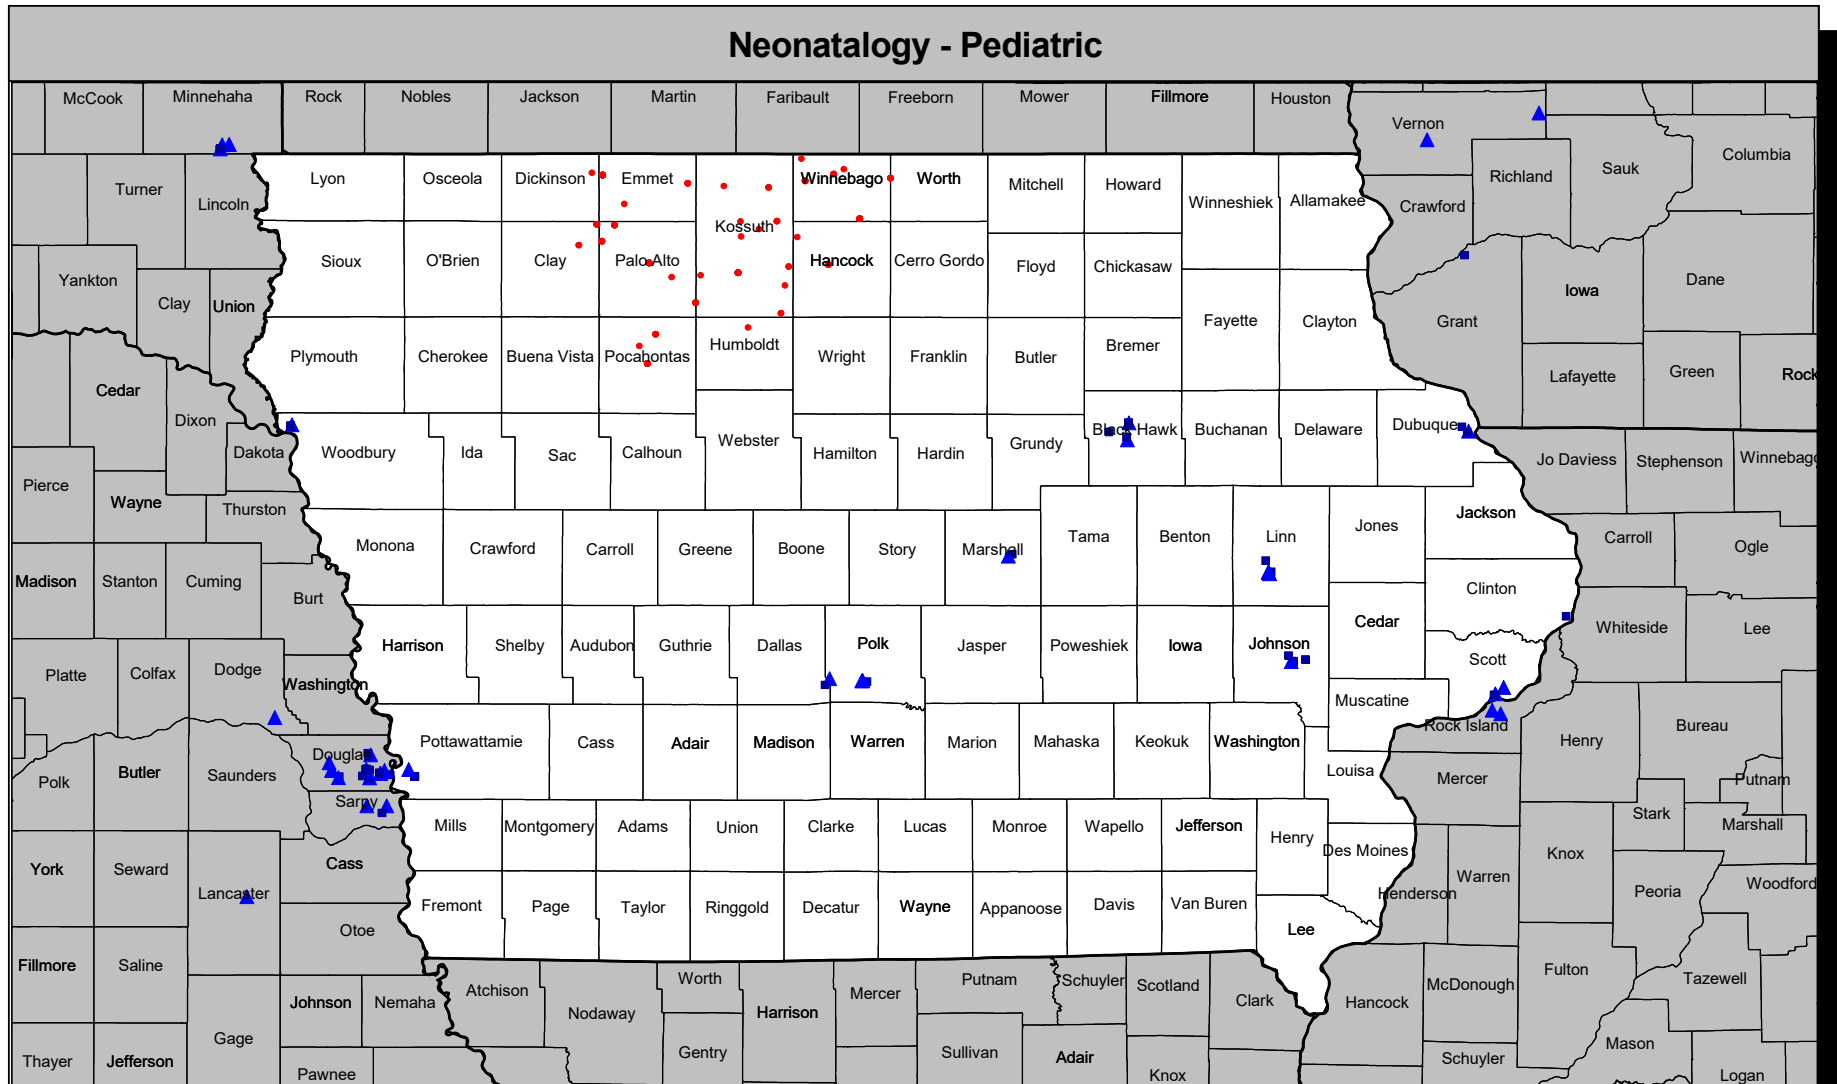 Neonatalogy - Pediatric
McCook Minnehaha Rock Nobles Jackson Martin Faribault Freeborn Mower Fillmore Houston
Vernon
Columbia
Sauk
Richland
Turner Lyon Osceola Dickinson Emmet Winnebago Worth Mitchell Howard
Lincoln Winneshiek Allamakee Crawford
Kossuth
Yankton Sioux O'Brien Clay Palo Alto Hancock Cerro Gordo Floyd Chickasaw Dane
Clay Union Iowa
Fayette Clayton Grant
Plymouth Cherokee Buena Vista Pocahontas Humboldt Wright Franklin Butler Bremer
Lafayette Green Rock
Cedar
Dixon
Dakota Woodbury Ida Sac Calhoun Webster Hamilton Hardin Grundy Black Hawk Buchanan Delaware Dubuque
Jo Daviess Stephenson Winnebago
Pierce
Wayne Thurston
Jackson
Monona Crawford Carroll Greene Boone Story Marshall Tama Benton Linn Jones
Carroll Ogle
Madison Stanton Cuming
Burt
Clinton
Harrison Shelby Audubon Guthrie Dallas Polk Jasper Poweshiek Iowa Johnson Cedar
Whiteside Lee
Scott
Platte Colfax Dodge
Washington
Muscatine
Rock Island Bureau
Pottawattamie Cass Adair Madison Warren Marion Mahaska Keokuk Washington
Henry
Douglas
Polk Butler Saunders
Louisa Mercer Putnam
Sarpy
Mills Montgomery Adams Union Clarke Lucas Monroe Wapello Jefferson Henry
Stark Marshall
Des Moines Knox
York Seward Cass
Lancaster
Henderson Warren Peoria Woodford
Fremont Page Taylor Ringgold Decatur Wayne Appanoose Davis Van Buren
Otoe
Lee
Fillmore Saline
Fulton Tazewell
Atchison Worth Mercer Putnam Schuyler Scotland Clark Hancock McDonough
Johnson Nemaha
Nodaway Harrison
Gage
Mason
Thayer Jefferson Gentry Sullivan Adair Schuyler
Pawnee Knox Logan